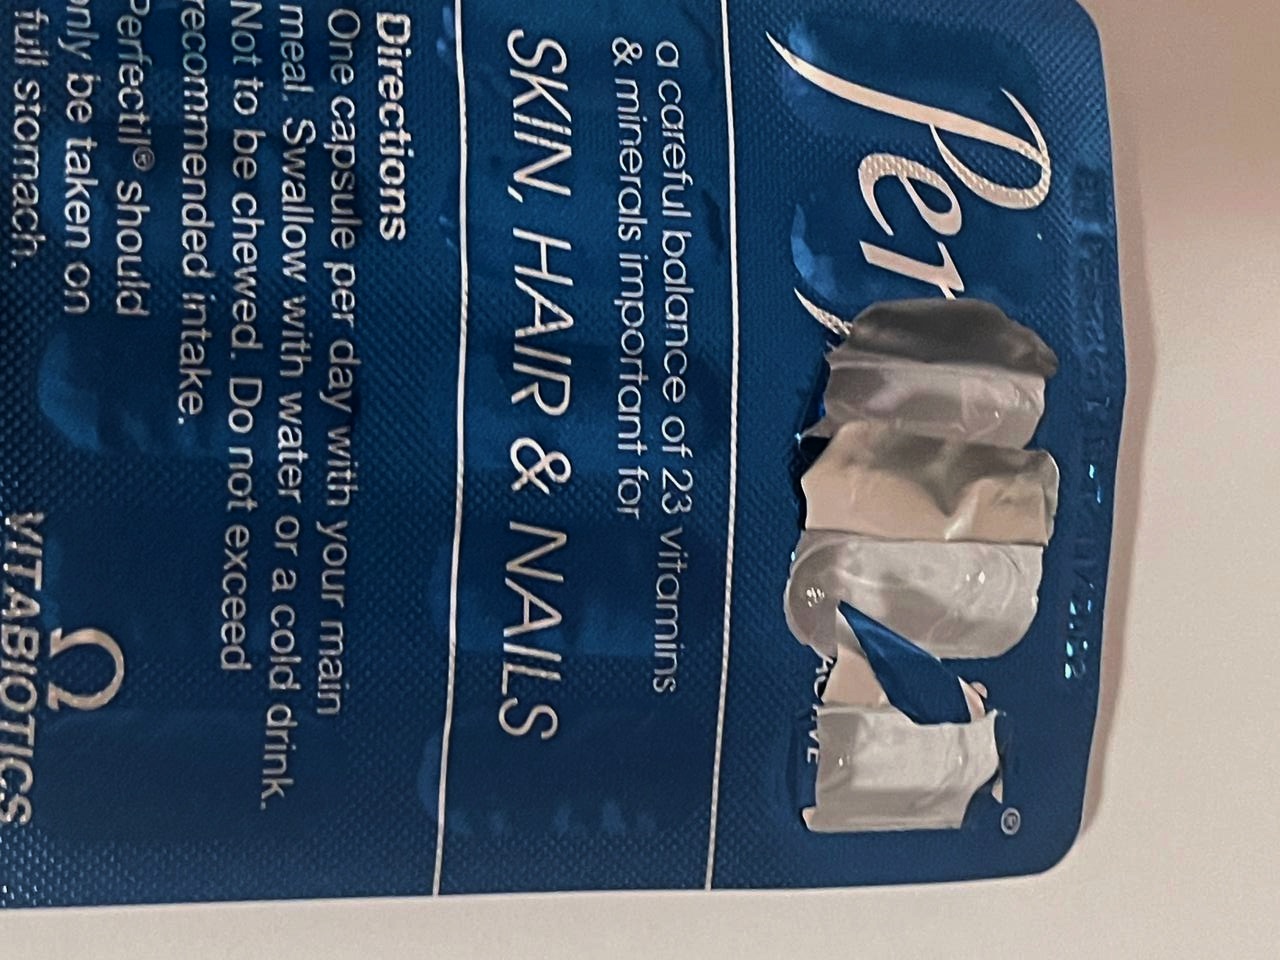 Per
ACTIVE
®
a careful balance of 23 vitamins
& minerals important for
SKIN, HAIR & NAILS
Directions
One capsule per day with your main
meal. Swallow with water or a cold drink.
Not to be chewed. Do not exceed
recommended intake.
Perfectil® should
only be taken on
full stomach.
Ω
VITABIOTICS